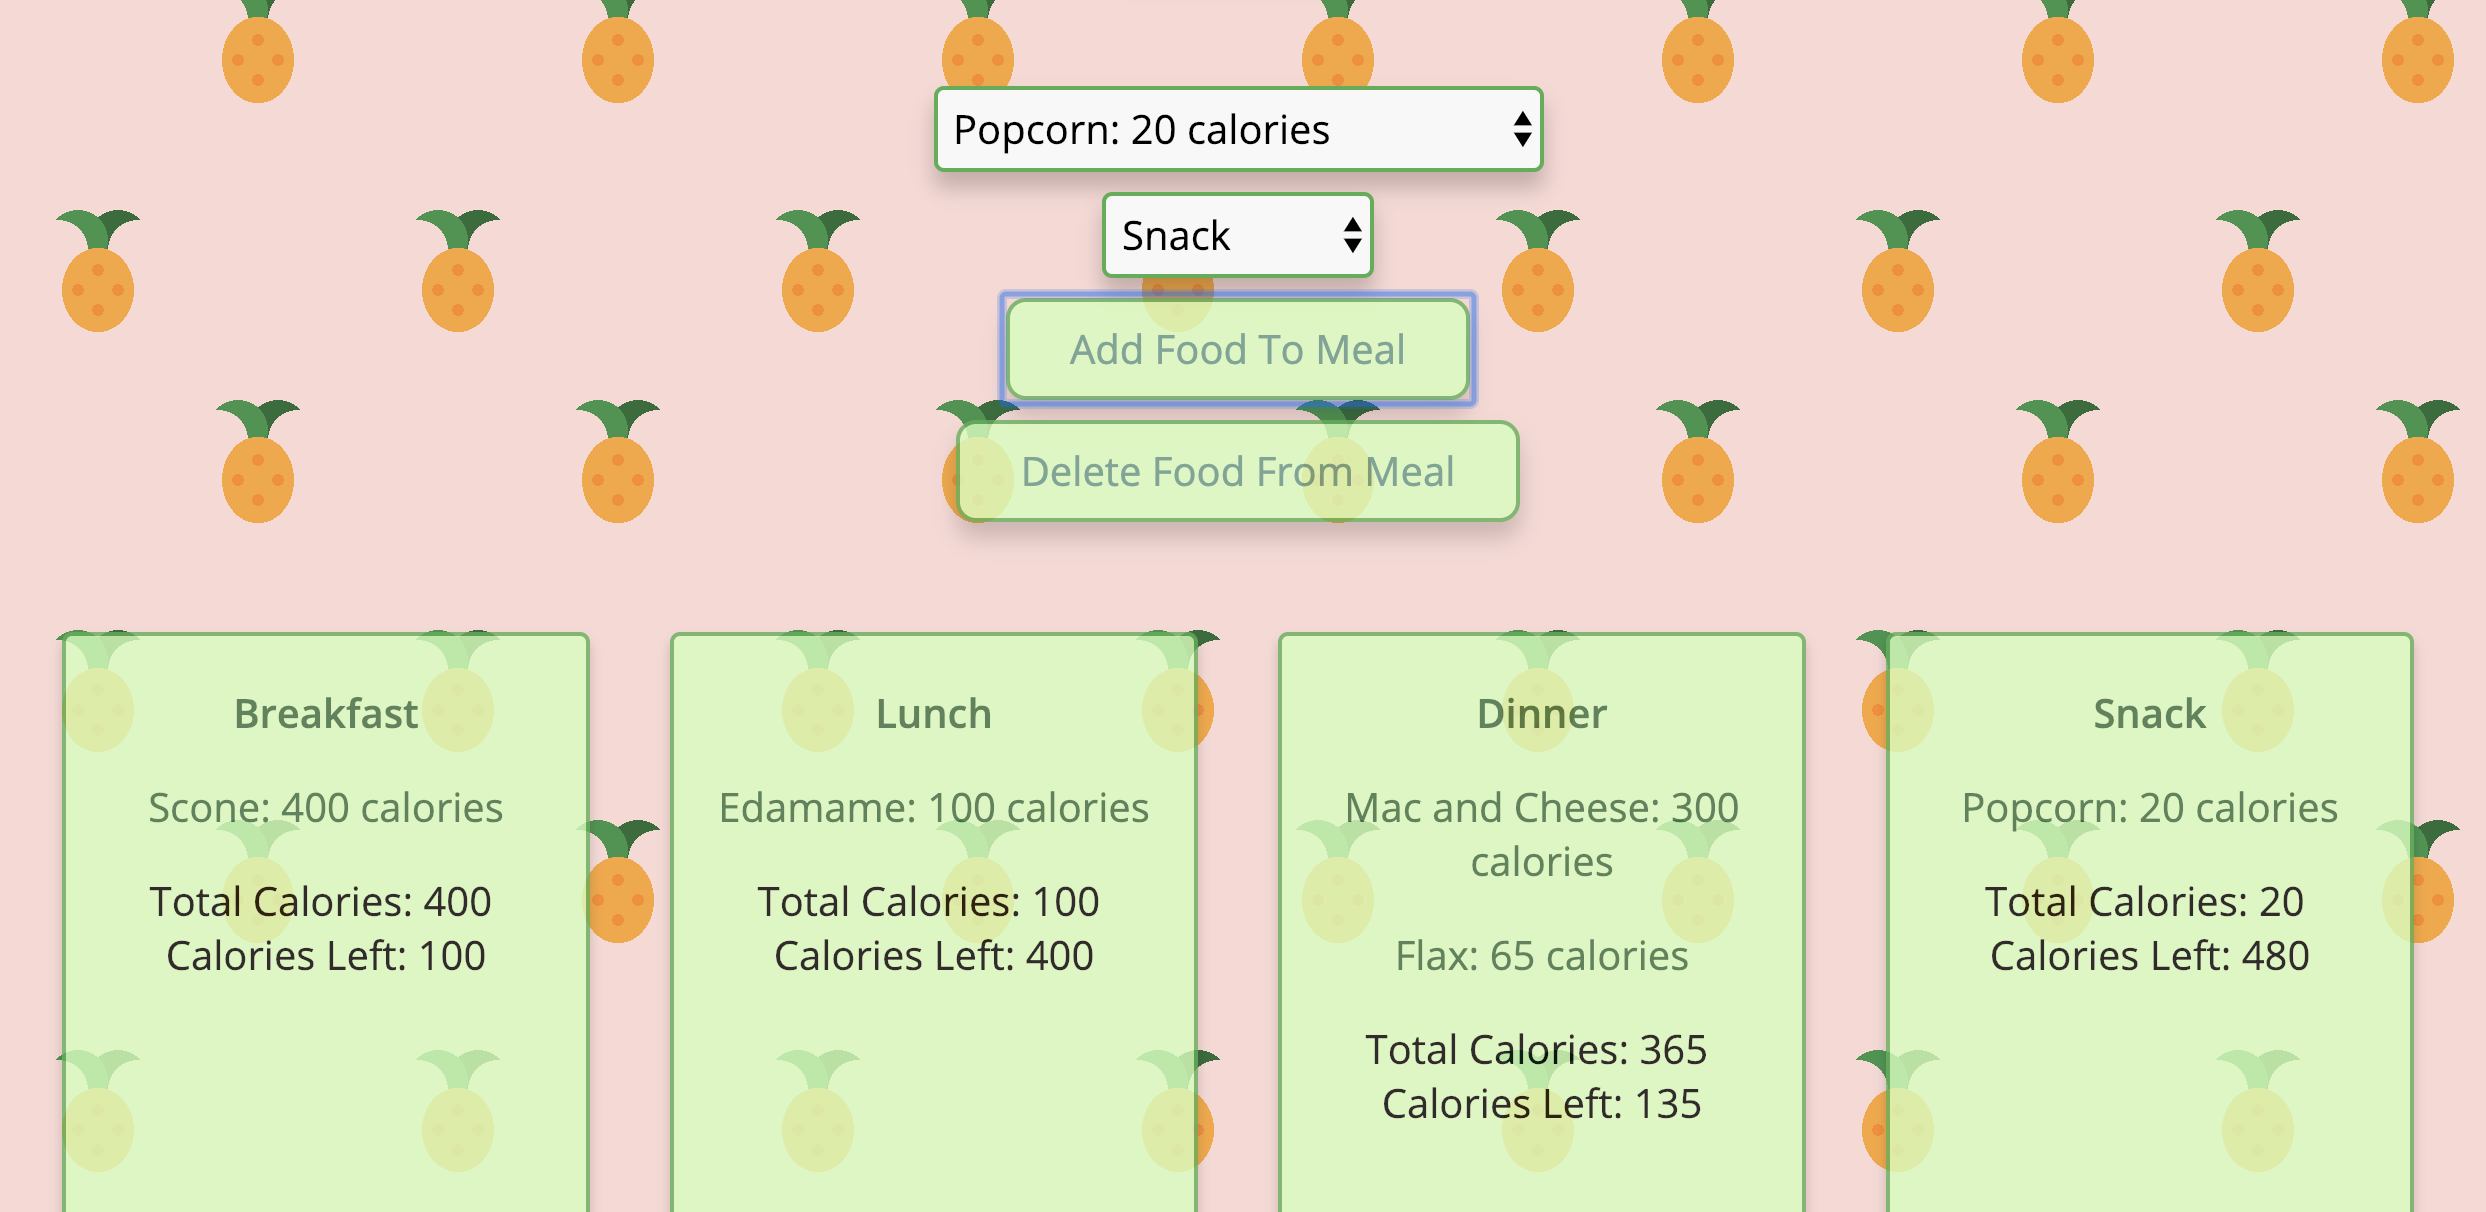 Popcorn: 20 calories
Snack
Add Food To Meal
Delete Food From Meal
Breakfast
Scone: 400 calories
Total Calories: 400
Calories Left: 100
Lunch
Edamame: 100 calories
Total Calories: 100
Calories Left: 400
Dinner
Mac and Cheese: 300
calories
Flax: 65 calories
Total Calories: 365
Calories Left: 135
Snack
Popcorn: 20 calories
Total Calories: 20
Calories Left: 480